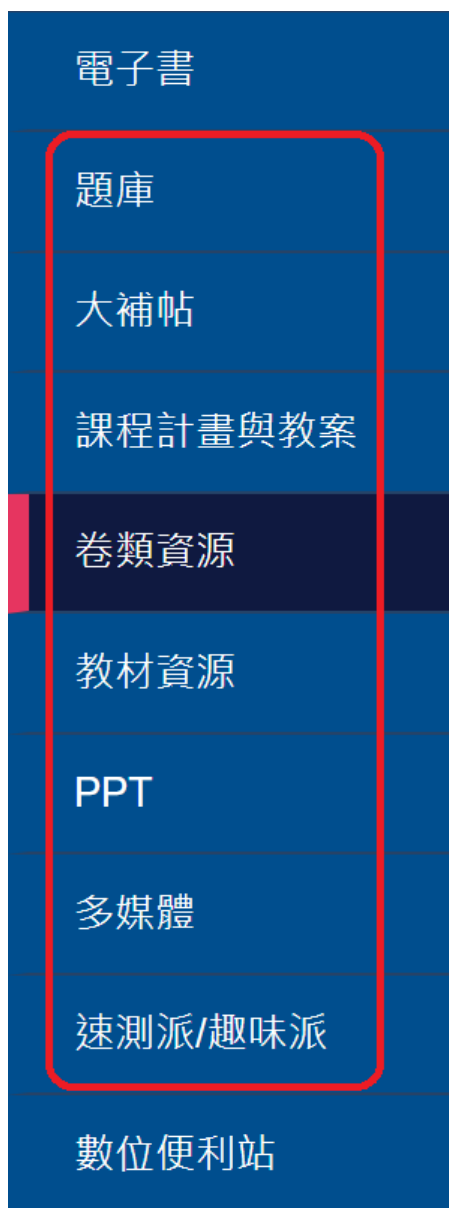 電子書
題庫
大補帖
課程計畫與教案
卷類資源
教材資源
PPT
多媒體
速測派/趣味派
數位便利站